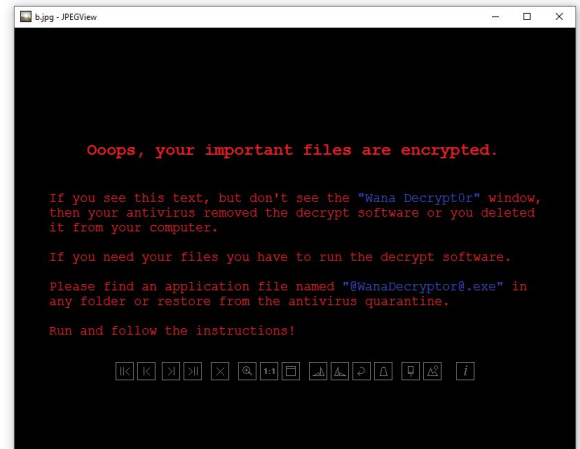 b.jpg - JPEGView
Ooops, your important files are encrypted.
If you see this text, but don't see the "Wana Decrypt0r" window,
then your antivirus removed the decrypt software or you deleted
it from your computer.
If you need your files you have to run the decrypt software.
Please find an application file named "@WanaDecryptor@.exe" in
any folder or restore from the antivirus quarantine.
Run and follow the instructions!
1:1
i